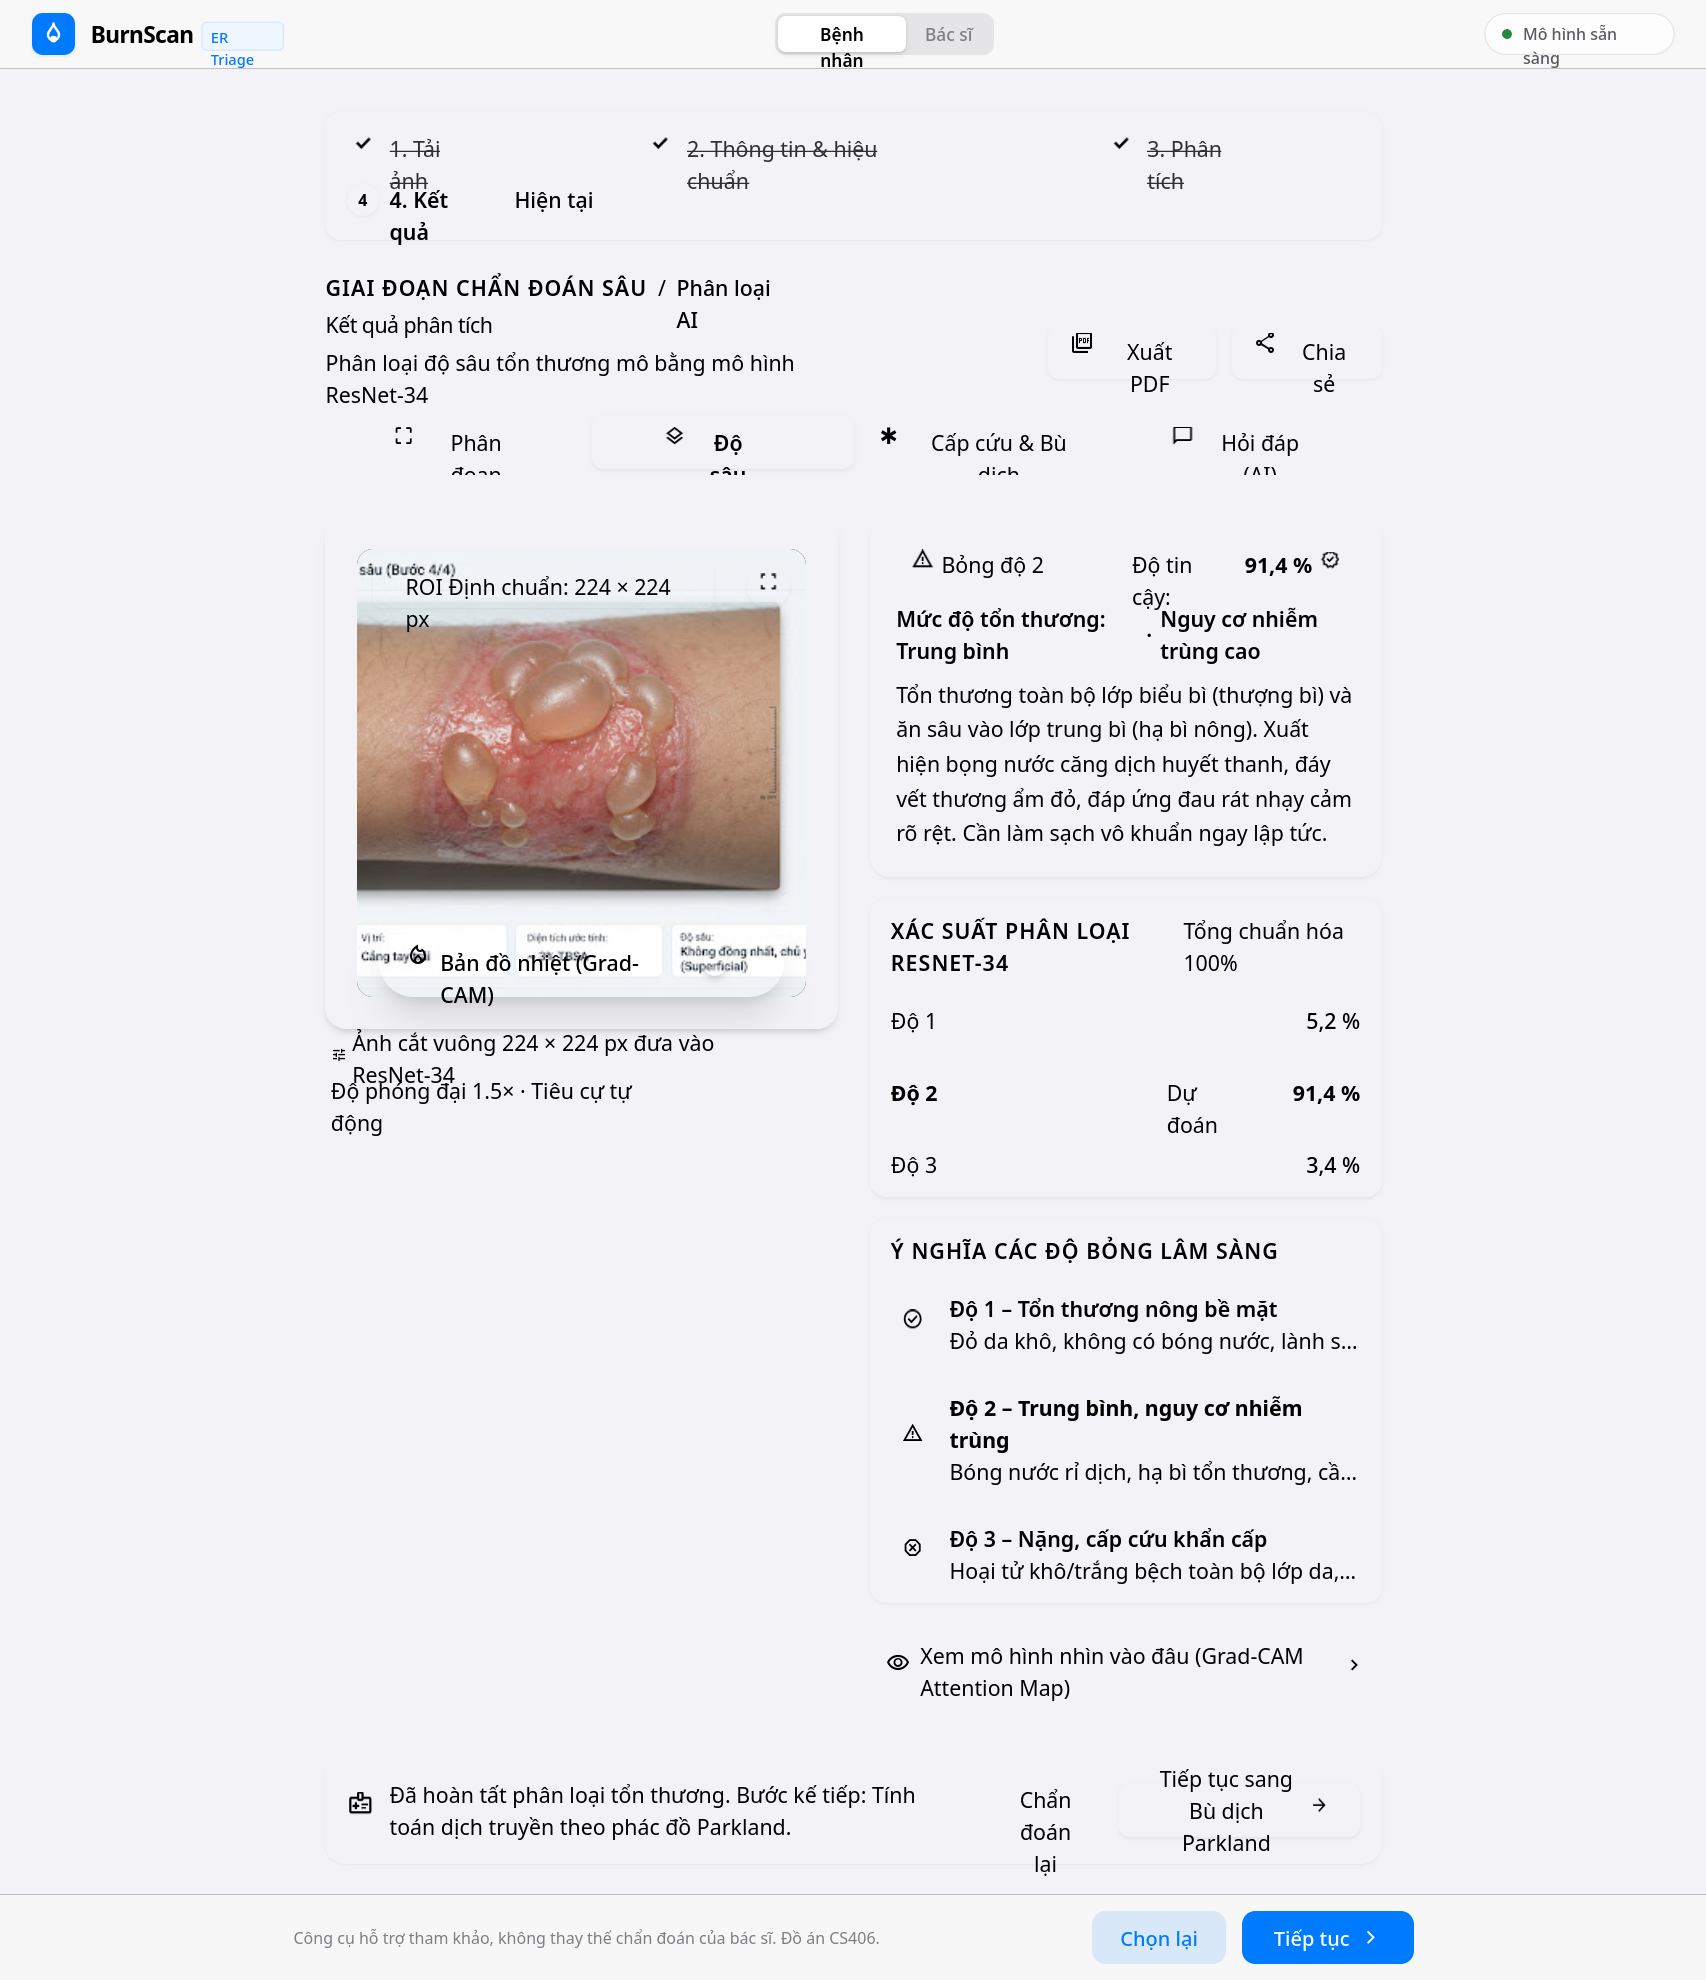 BurnScan
ER
Triage
Bệnh
nhân
Bác sĩ
Mô hình sẵn
sàng
1. Tải
ảnh
2. Thông tin & hiệu
chuẩn
3. Phân
tích
4
4. Kết
quả
Hiện tại
GIAI ĐOẠN CHẨN ĐOÁN SÂU / Phân loại
AI
Kết quả phân tích
Phân loại độ sâu tổn thương mô bằng mô hình
ResNet-34
Xuất
PDF
Chia
sẻ
Phân
đoạn
Độ
sâu
Cấp cứu & Bù
dịch
Hỏi đáp
(AI)
sâu (Bước 4/4)
ROI Định chuẩn: 224 × 224
px
Vị trí:
Cẳng tay
Diện tích ước tính:
3% TBSA
Độ sâu:
Không đồng nhất, chủ y
(Superficial)
Bản đồ nhiệt (Grad-
CAM)
Ảnh cắt vuông 224 × 224 px đưa vào
ResNet-34
Độ phóng đại 1.5× · Tiêu cự tự
động
Bỏng độ 2
Độ tin
cậy:
91,4 %
Mức độ tổn thương:
Trung bình
·
Nguy cơ nhiễm
trùng cao
Tổn thương toàn bộ lớp biểu bì (thượng bì) và
ăn sâu vào lớp trung bì (hạ bì nông). Xuất
hiện bọng nước căng dịch huyết thanh, đáy
vết thương ẩm đỏ, đáp ứng đau rát nhạy cảm
rõ rệt. Cần làm sạch vô khuẩn ngay lập tức.
XÁC SUẤT PHÂN LOẠI
RESNET-34
Tổng chuẩn hóa
100%
Độ 1
5,2 %
Độ 2
Dự
đoán
91,4 %
Độ 3
3,4 %
Ý NGHĨA CÁC ĐỘ BỎNG LÂM SÀNG
Độ 1 – Tổn thương nông bề mặt
Đỏ da khô, không có bóng nước, lành s...
Độ 2 – Trung bình, nguy cơ nhiễm
trùng
Bóng nước rỉ dịch, hạ bì tổn thương, cầ...
Độ 3 – Nặng, cấp cứu khẩn cấp
Hoại tử khô/trắng bệch toàn bộ lớp da,...
Xem mô hình nhìn vào đâu (Grad-CAM
Attention Map)
Đã hoàn tất phân loại tổn thương. Bước kế tiếp: Tính
toán dịch truyền theo phác đồ Parkland.
Chẩn
đoán
lại
Tiếp tục sang
Bù dịch
Parkland
Công cụ hỗ trợ tham khảo, không thay thế chẩn đoán của bác sĩ. Đồ án CS406.
Chọn lại
Tiếp tục